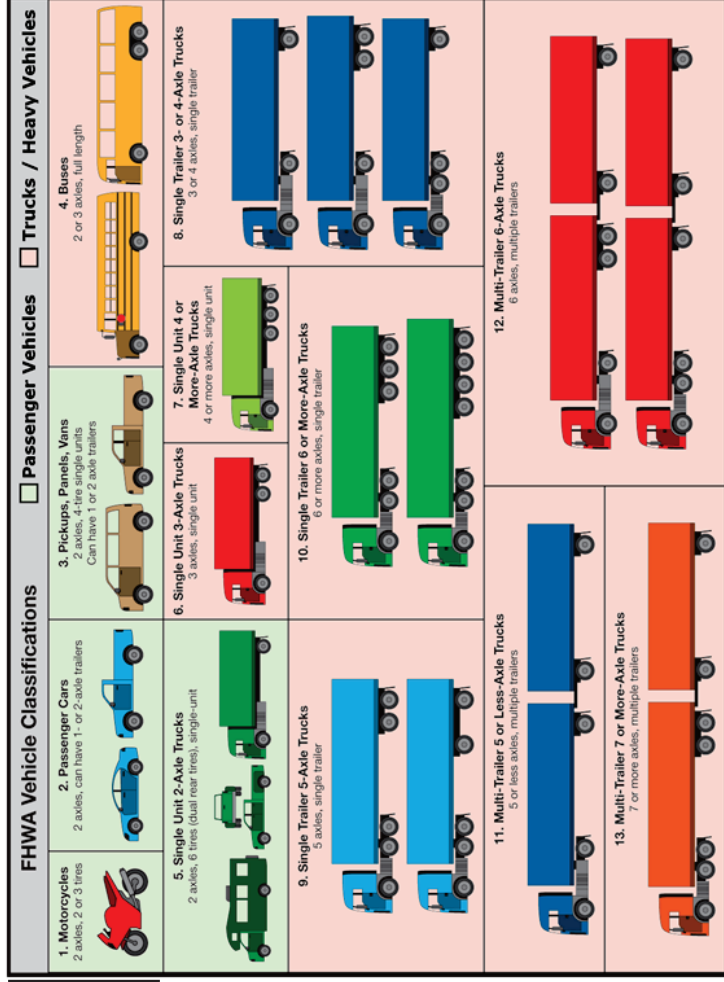 FHWA Vehicle Classifications
Passenger Vehicles
Trucks / Heavy Vehicles
1. Motorcycles
2 axles, 2 or 3 tires
2. Passenger Cars
2 axles, can have 1- or 2-axle trailers
3. Pickups, Panels, Vans
2 axles, 4-tire single units
Can have 1 or 2 axle trailers
4. Buses
2 or 3 axles, full length
5. Single Unit 2-Axle Trucks
2 axles, 6 tires (dual rear tires), single-unit
6. Single Unit 3-Axle Trucks
3 axles, single unit
7. Single Unit 4 or
More-Axle Trucks
4 or more axles, single unit
8. Single Trailer 3- or 4-Axle Trucks
3 or 4 axles, single trailer
9. Single Trailer 5-Axle Trucks
5 axles, single trailer
10. Single Trailer 6 or More-Axle Trucks
6 or more axles, single trailer
11. Multi-Trailer 5 or Less-Axle Trucks
5 or less axles, multiple trailers
12. Multi-Trailer 6-Axle Trucks
6 axles, multiple trailers
13. Multi-Trailer 7 or More-Axle Trucks
7 or more axles, multiple trailers